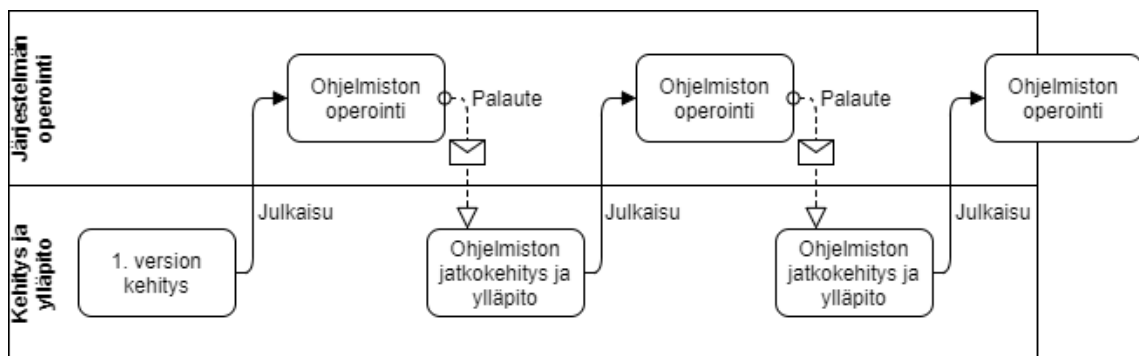 Järjestelmän
operointi
Ohjelmiston
operointi
Palaute
Ohjelmiston
operointi
Palaute
Ohjelmiston
operointi
Kehitys ja
ylläpito
1. version
kehitys
Julkaisu
Ohjelmiston
jatkokehitys ja
ylläpito
Julkaisu
Ohjelmiston
jatkokehitys ja
ylläpito
Julkaisu